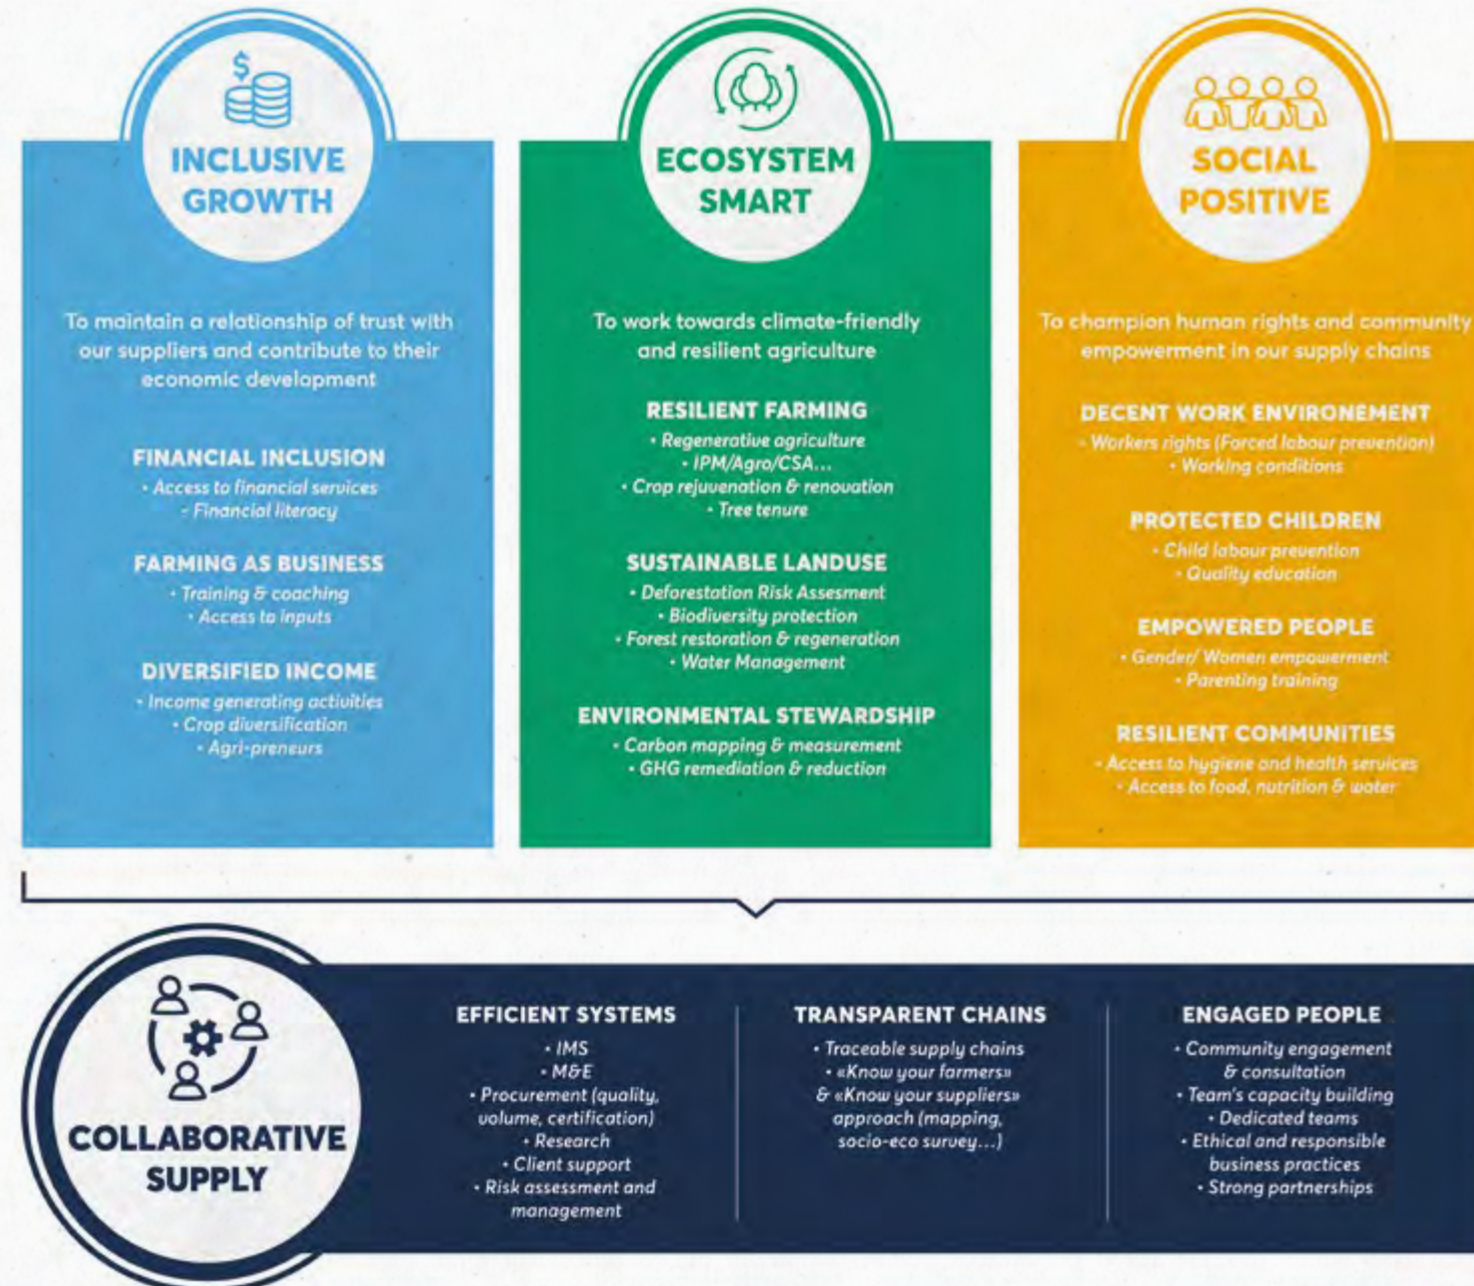 $
INCLUSIVE
GROWTH
To maintain a relationship of trust with
our suppliers and contribute to their
economic development
FINANCIAL INCLUSION
• Access to financial services
• Financial literacy
FARMING AS BUSINESS
• Training & coaching
• Access to inputs
DIVERSIFIED INCOME
• Income generating activities
• Crop diversification
• Agri-preneurs
ECOSYSTEM
SMART
To work towards climate-friendly
and resilient agriculture
RESILIENT FARMING
• Regenerative agriculture
• IPM/Agro/CSA...
• Crop rejuvenation & renovation
• Tree tenure
SUSTAINABLE LANDUSE
• Deforestation Risk Assesment
• Biodiversity protection
• Forest restoration & regeneration
• Water Management
ENVIRONMENTAL STEWARDSHIP
• Carbon mapping & measurement
• GHG remediation & reduction
SOCIAL
POSITIVE
To champion human rights and community
empowerment in our supply chains
DECENT WORK ENVIRONEMENT
• Workers rights (Forced labour prevention)
• Working conditions
PROTECTED CHILDREN
• Child labour prevention
• Quality education
EMPOWERED PEOPLE
• Gender/ Women empowerment
• Parenting training
RESILIENT COMMUNITIES
• Access to hygiene and health services
• Access to food, nutrition & water
COLLABORATIVE
SUPPLY
EFFICIENT SYSTEMS
• IMS
• M&E
• Procurement (quality,
volume, certification)
• Research
• Client support
• Risk assessment and
management
TRANSPARENT CHAINS
• Traceable supply chains
• «Know your farmers»
& «Know your suppliers»
approach (mapping,
socio-eco survey...)
ENGAGED PEOPLE
• Community engagement
& consultation
• Team's capacity building
• Dedicated teams
• Ethical and responsible
business practices
• Strong partnerships